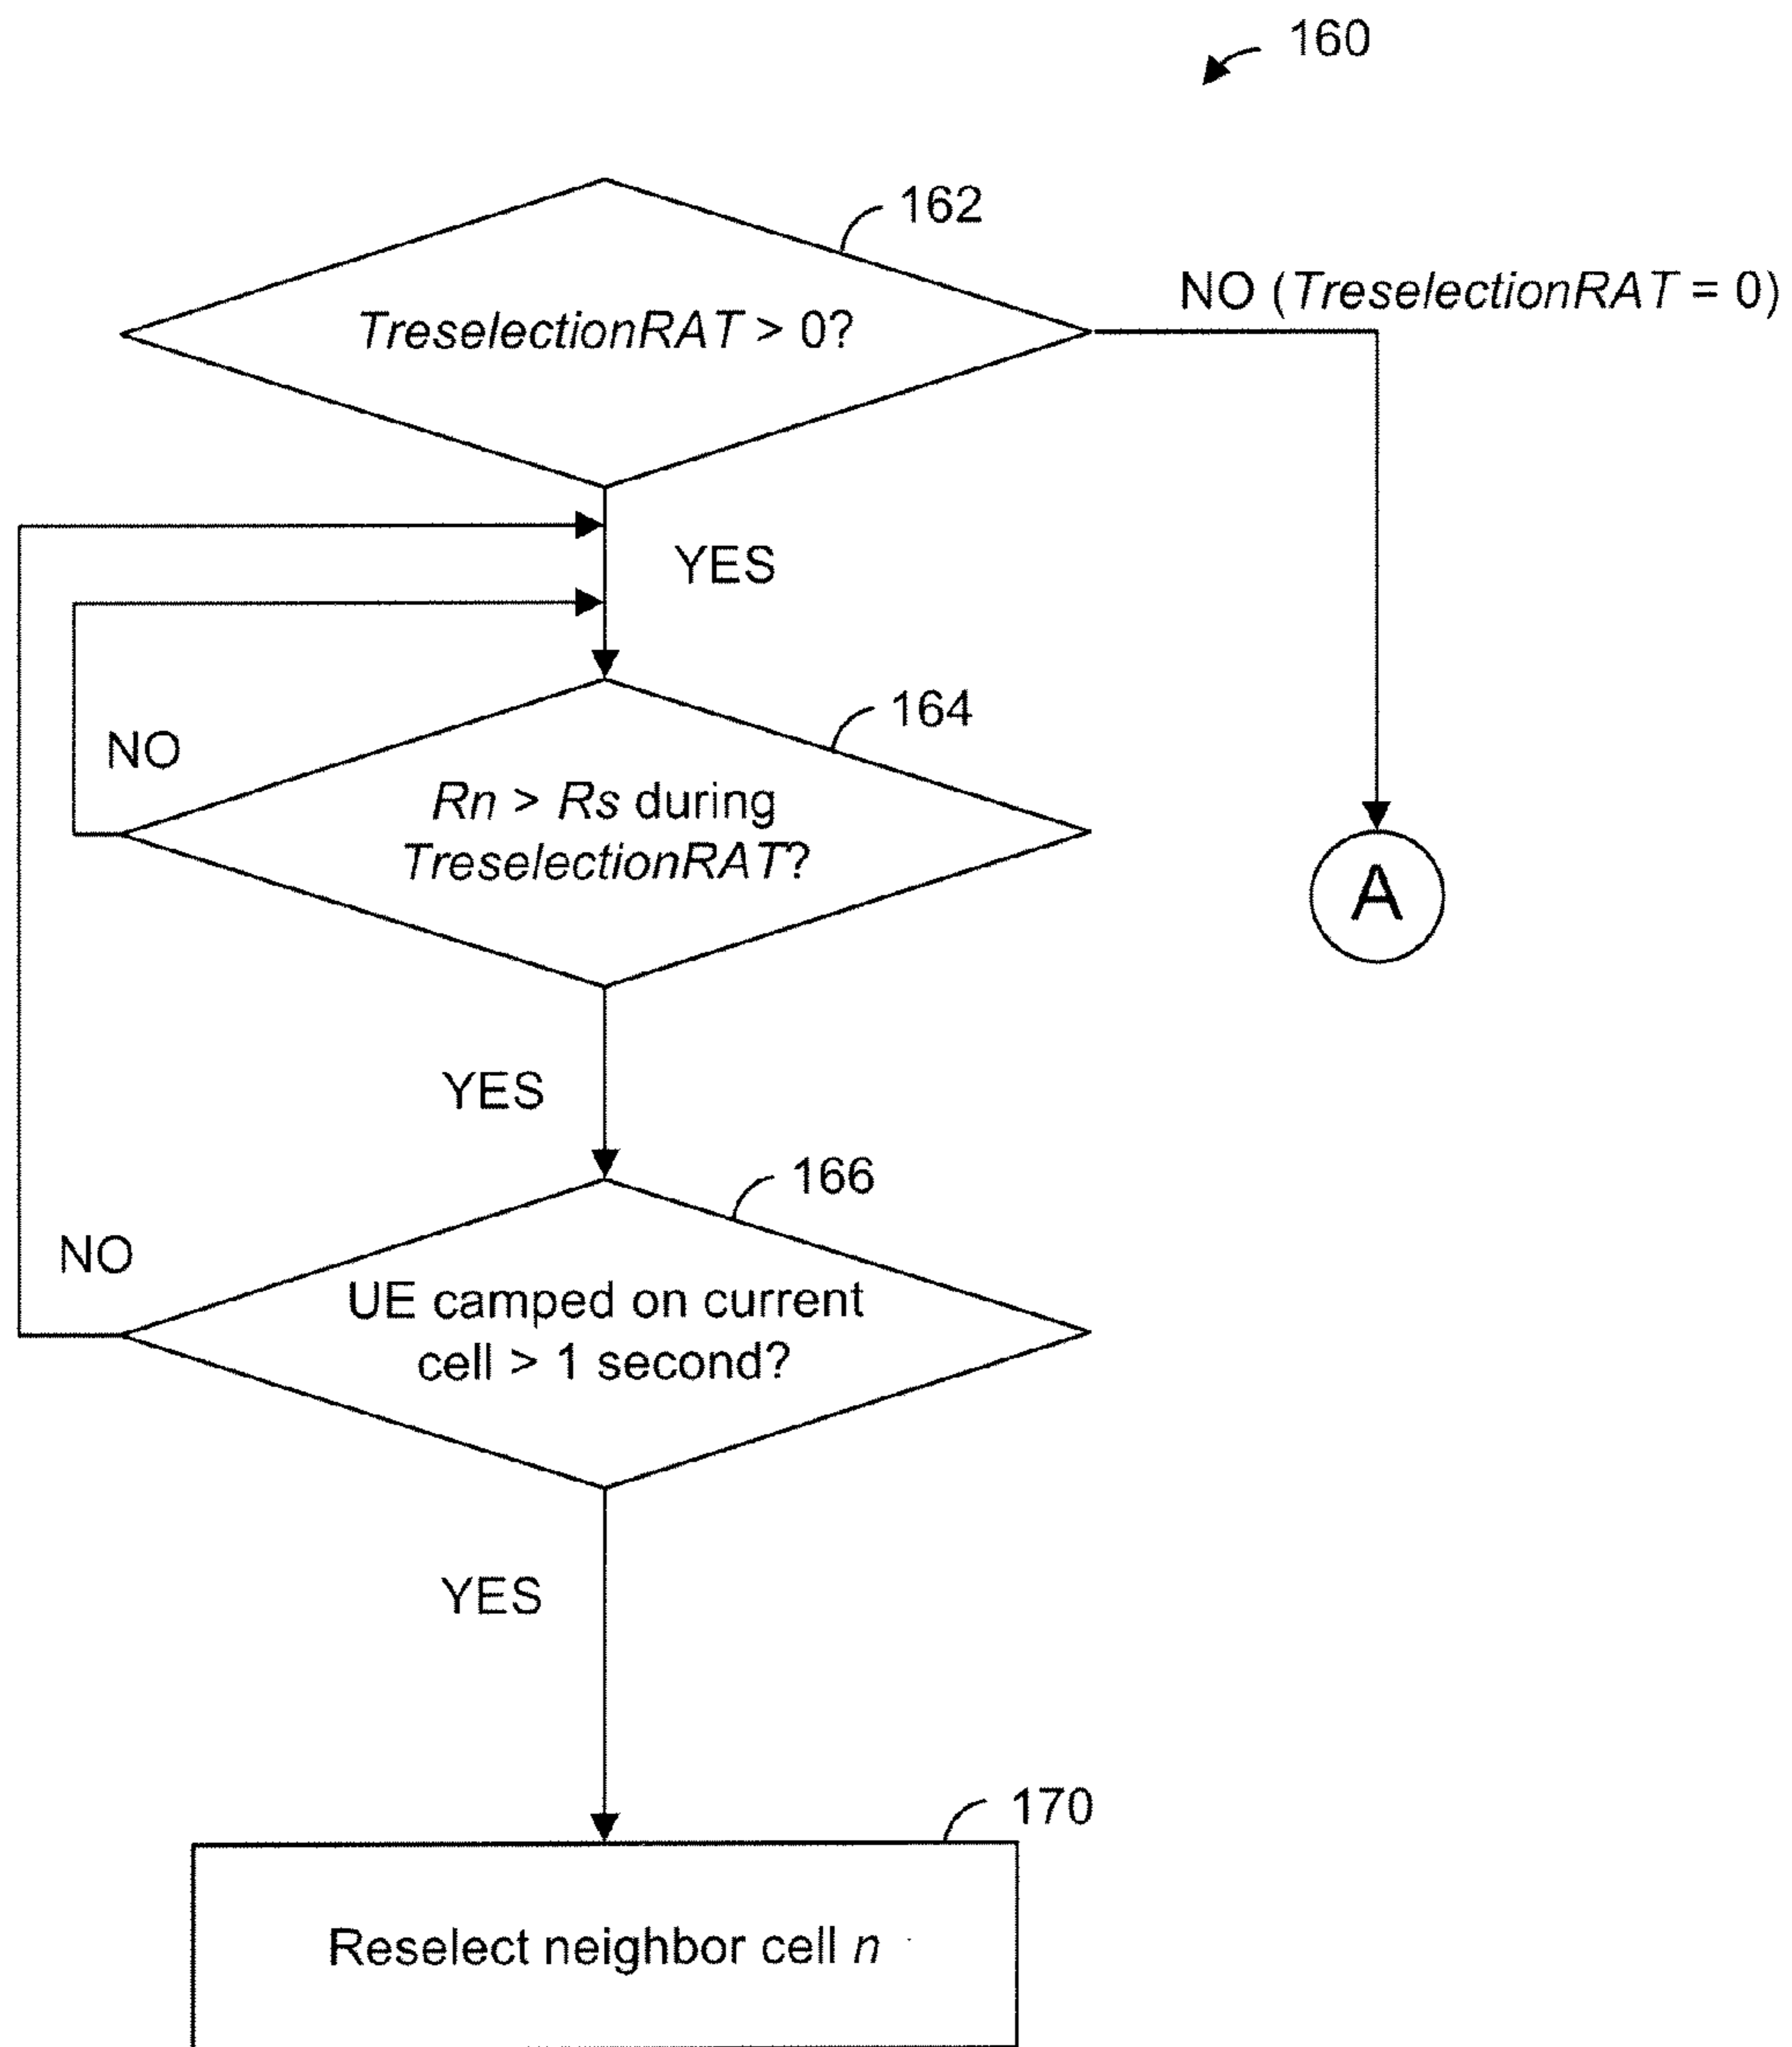 160
162
TreselectionRAT > 0?
NO (TreselectionRAT = 0)
YES
164
NO
Rn > Rs during
TreselectionRAT?
A
YES
166
NO
UE camped on current
cell > 1 second?
YES
170
Reselect neighbor cell n